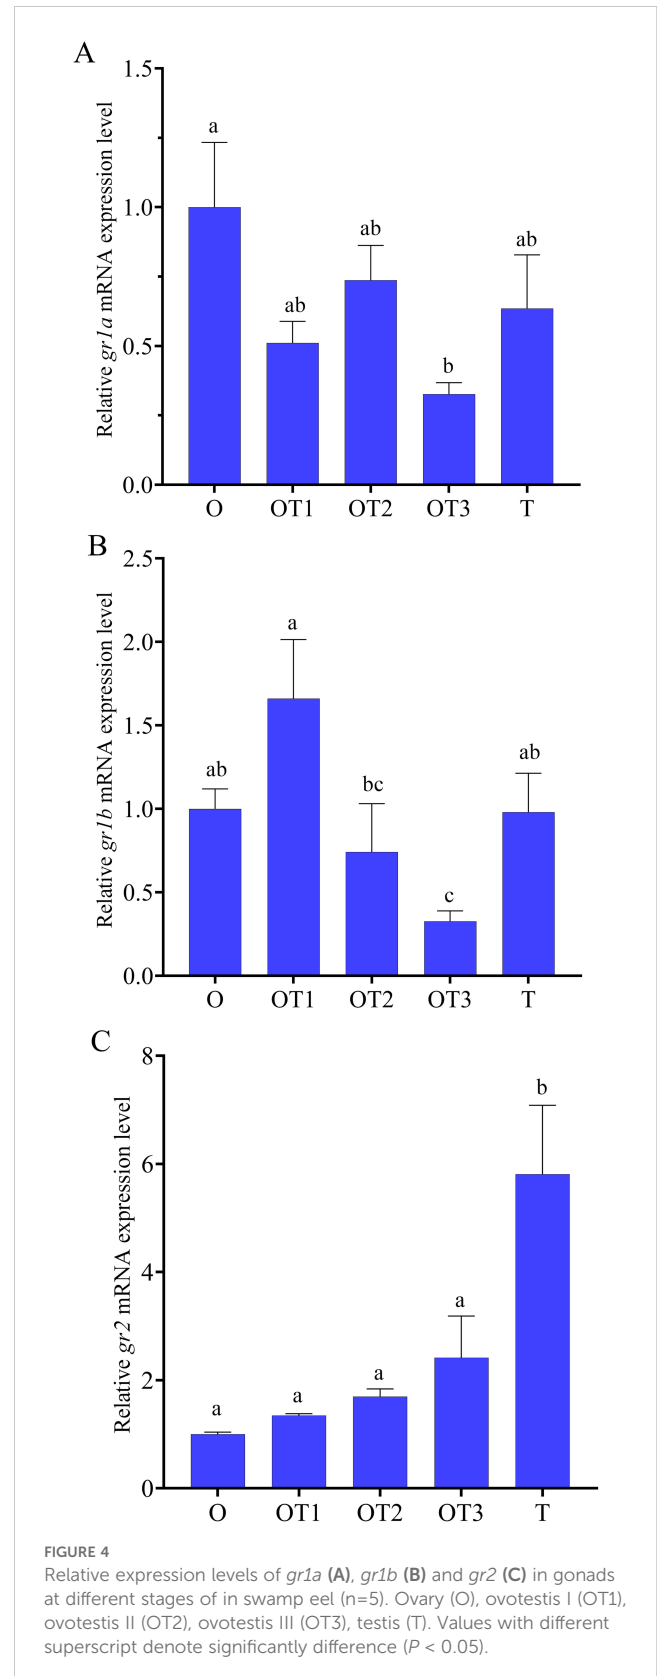 A
Relative gr1a mRNA expression level
1.5
1.0
0.5
0.0
a
ab
ab
b
ab
O OT1 OT2 OT3 T
B
Relative gr1b mRNA expression level
2.5
2.0
1.5
1.0
0.5
0.0
ab
a
bc
c
ab
O OT1 OT2 OT3 T
C
Relative gr2 mRNA expression level
8
6
4
2
0
a
a
a
a
b
O OT1 OT2 OT3 T
FIGURE 4
Relative expression levels of gr1a (A), gr1b (B) and gr2 (C) in gonads
at different stages of in swamp eel (n=5). Ovary (O), ovotestis I (OT1),
ovotestis II (OT2), ovotestis III (OT3), testis (T). Values with different
superscript denote significantly difference (P < 0.05).